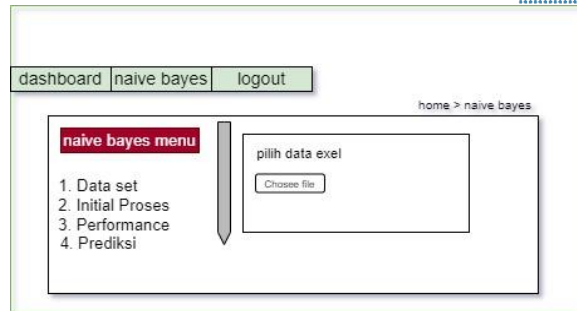 dashboard naive bayes logout
home > naive bayes
naive bayes menu
1. Data set
2. Initial Proses
3. Performance
4. Prediksi
pilih data exel
Chosee file